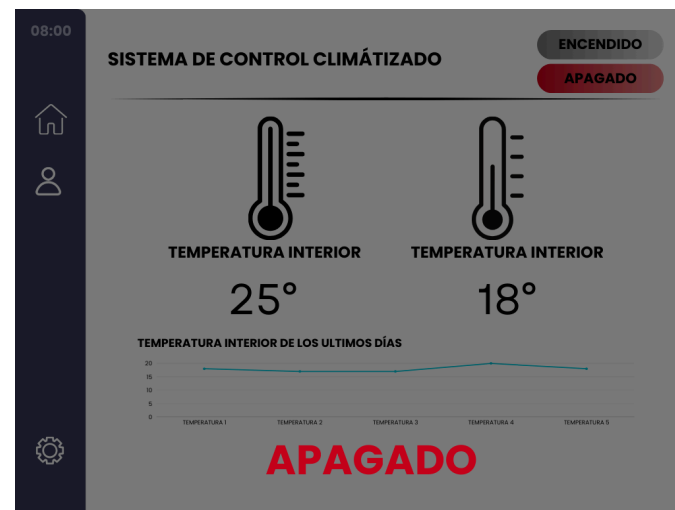 08:00
SISTEMA DE CONTROL CLIMÁTIZADO
ENCENDIDO
APAGADO
TEMPERATURA INTERIOR
TEMPERATURA INTERIOR
25°
18°
TEMPERATURA INTERIOR DE LOS ULTIMOS DÍAS
20
15
10
5
0
TEMPERATURA 1
TEMPERATURA 2
TEMPERATURA 3
TEMPERATURA 4
TEMPERATURA 5
APAGADO